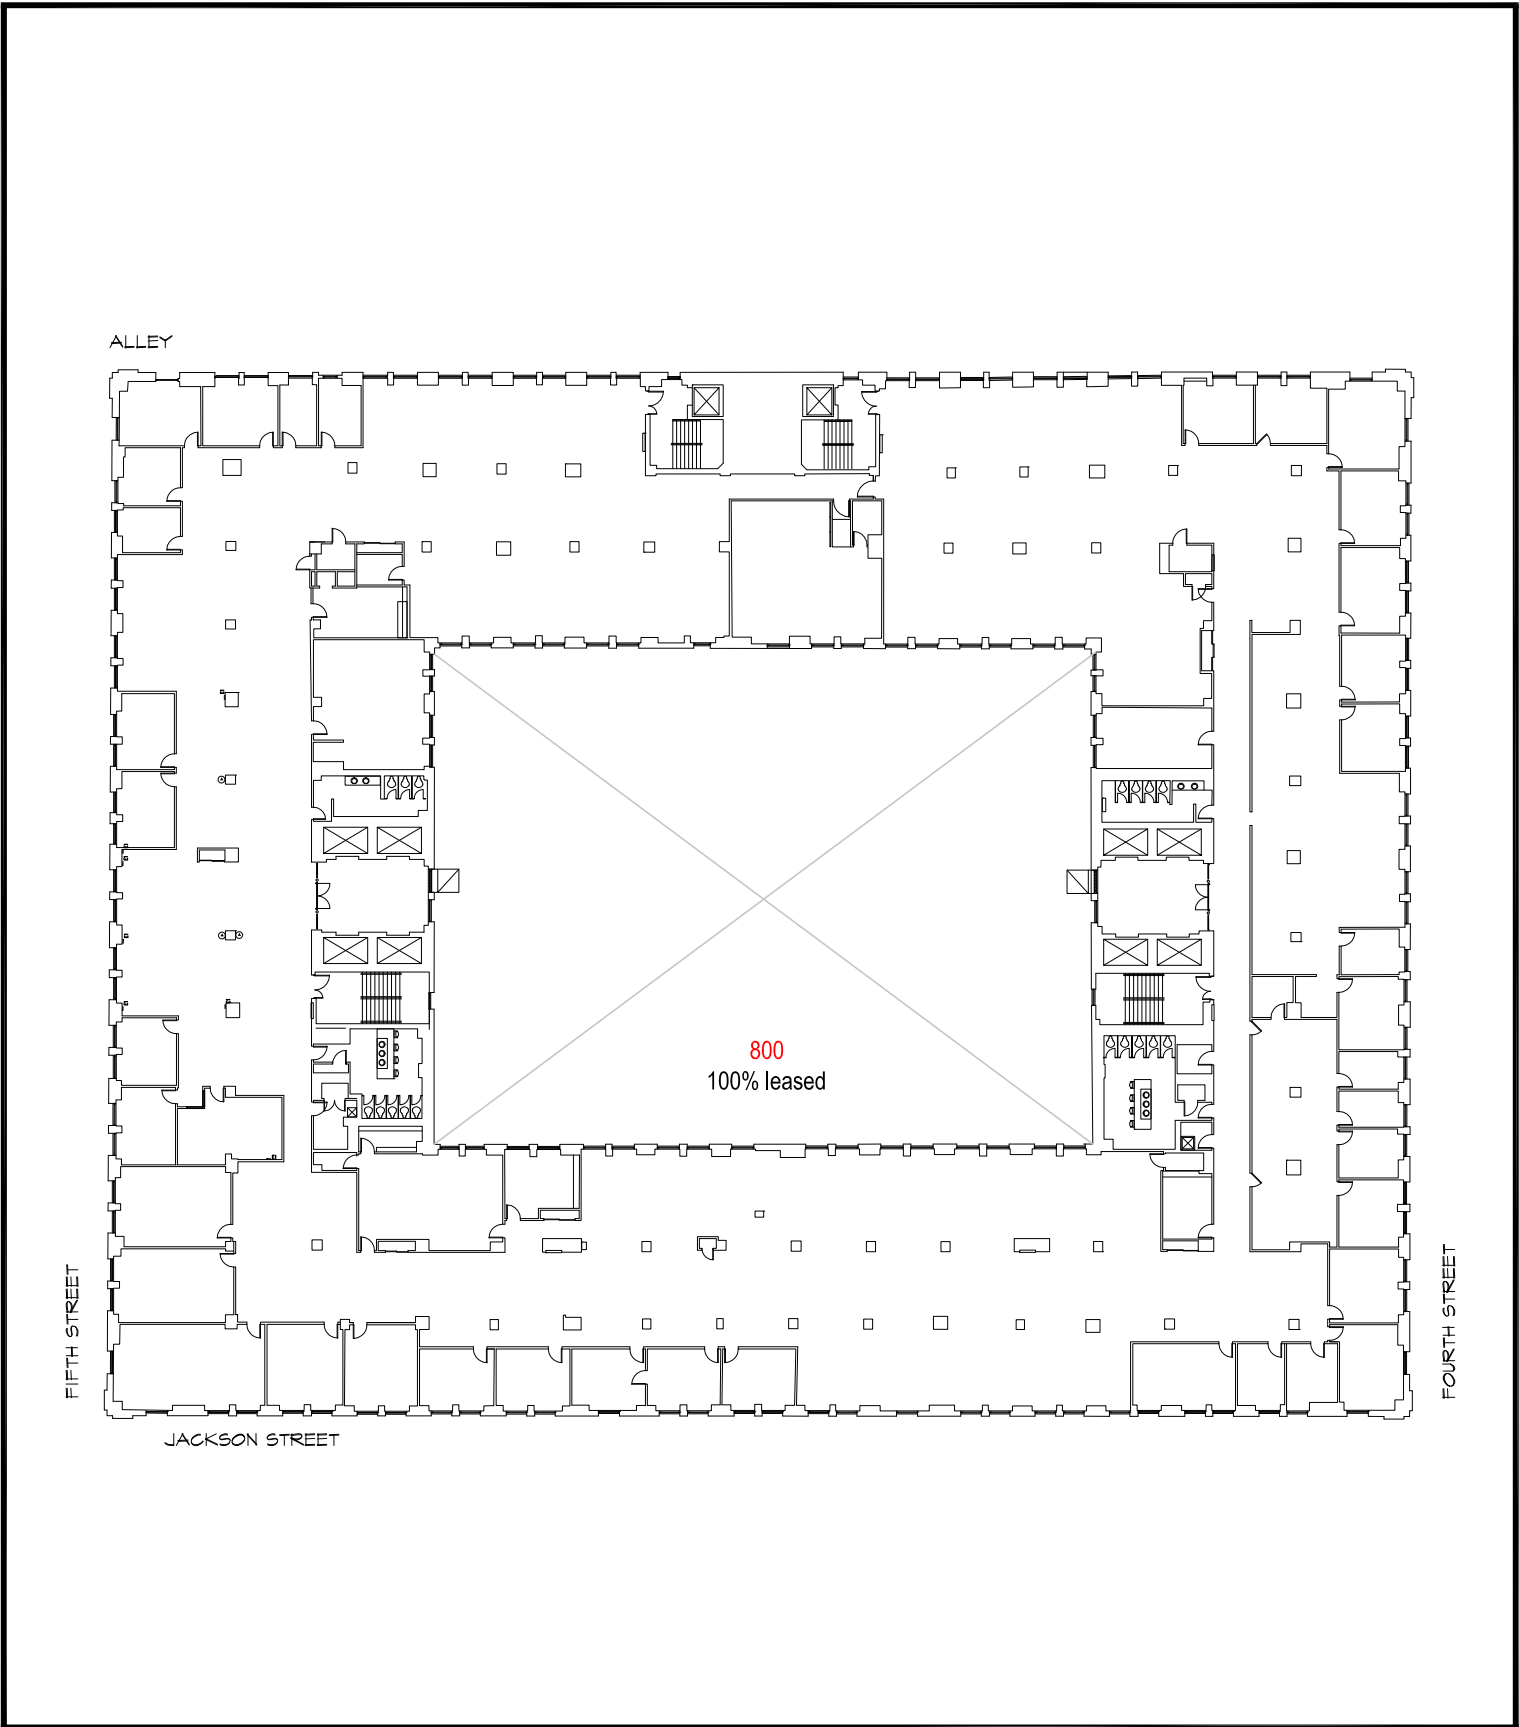 ALLEY
800
100% leased
FIFTH STREET
FOURTH STREET
JACKSON STREET